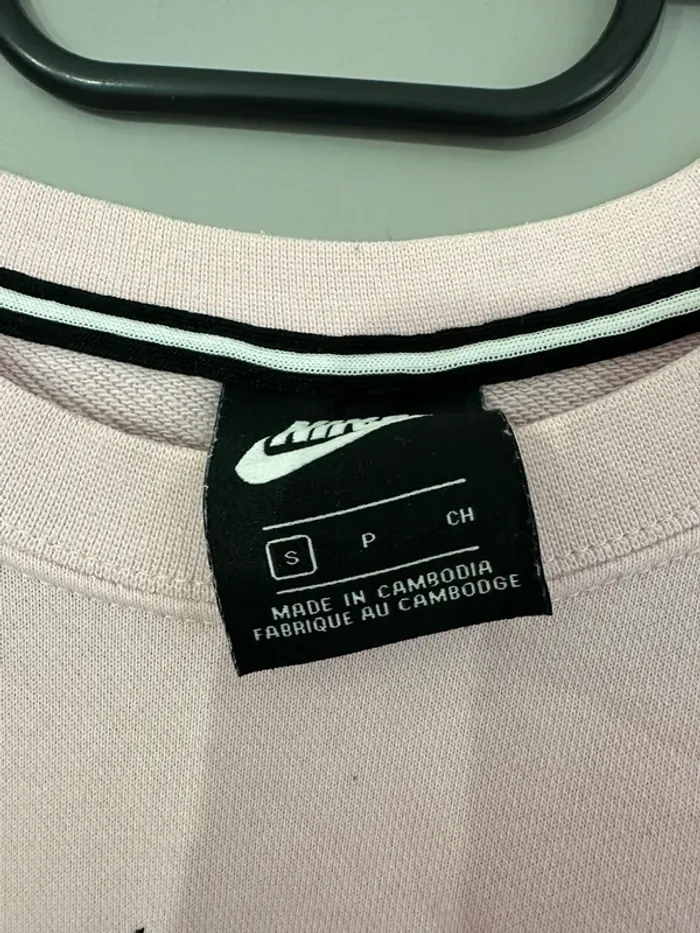 NIKE
S P CH
MADE IN CAMBODIA
FABRIQUE AU CAMBODGE